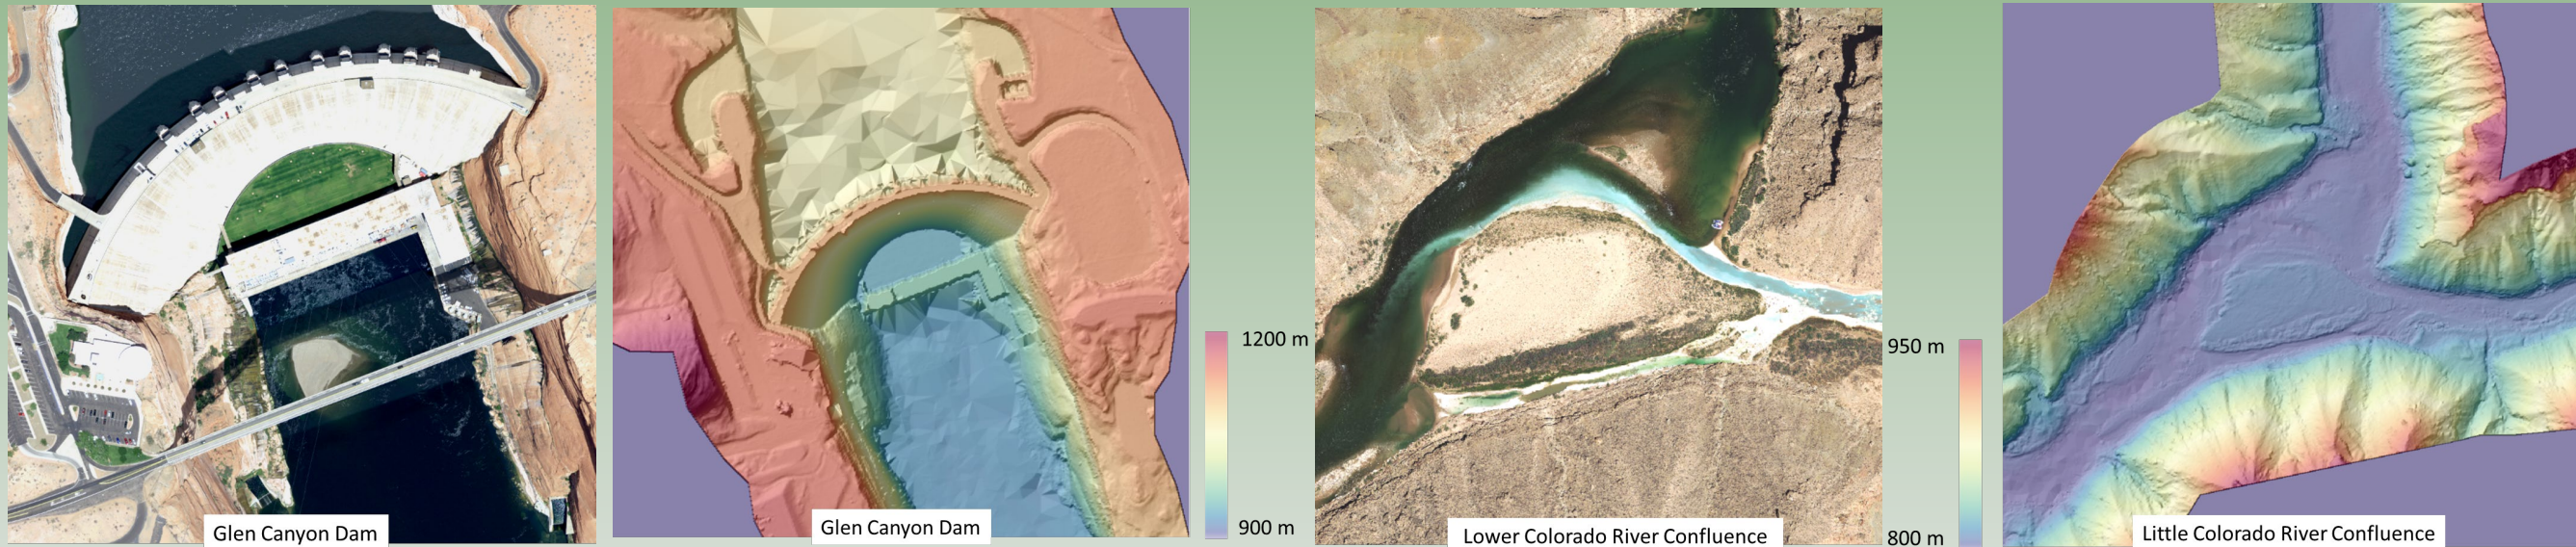 Glen Canyon Dam
Glen Canyon Dam
1200 m
900 m
Lower Colorado River Confluence
950 m
800 m
Little Colorado River Confluence